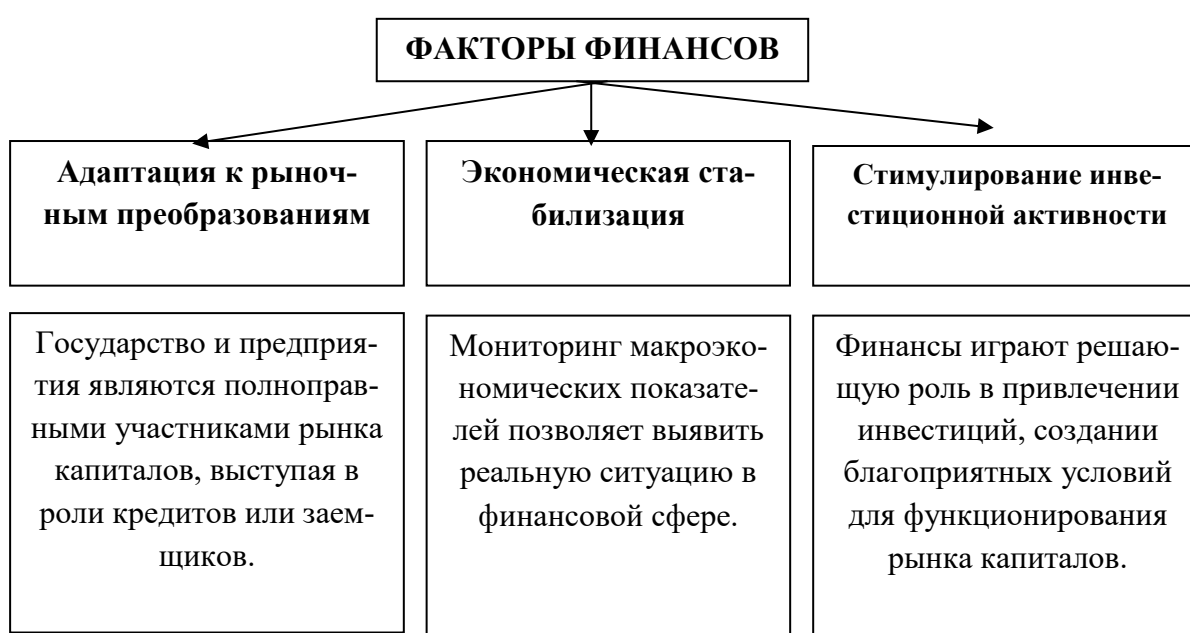 ФАКТОРЫ ФИНАНСОВ
Адаптация к рыноч-
ным преобразованиям
Экономическая ста-
билизация
Стимулирование инве-
стиционной активности
Государство и предприя-
тия являются полноправ-
ными участниками рынка
капиталов, выступая в
роли кредитов или заем-
щиков.
Мониторинг макроэко-
номических показате-
лей позволяет выявить
реальную ситуацию в
финансовой сфере.
Финансы играют решаю-
щую роль в привлечении
инвестиций, создании
благоприятных условий
для функционирования
рынка капиталов.